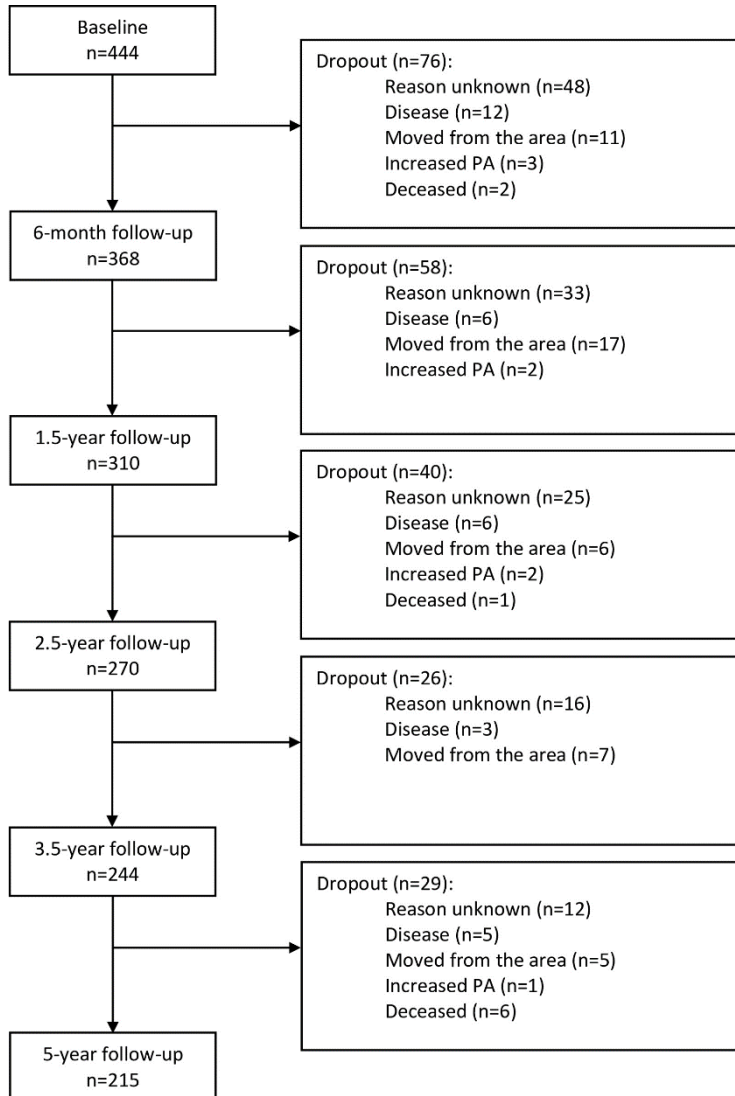 Baseline
n=444
Dropout (n=76):
Reason unknown (n=48)
Disease (n=12)
Moved from the area (n=11)
Increased PA (n=3)
Deceased (n=2)
6-month follow-up
n=368
Dropout (n=58):
Reason unknown (n=33)
Disease (n=6)
Moved from the area (n=17)
Increased PA (n=2)
1.5-year follow-up
n=310
Dropout (n=40):
Reason unknown (n=25)
Disease (n=6)
Moved from the area (n=6)
Increased PA (n=2)
Deceased (n=1)
2.5-year follow-up
n=270
Dropout (n=26):
Reason unknown (n=16)
Disease (n=3)
Moved from the area (n=7)
3.5-year follow-up
n=244
Dropout (n=29):
Reason unknown (n=12)
Disease (n=5)
Moved from the area (n=5)
Increased PA (n=1)
Deceased (n=6)
5-year follow-up
n=215